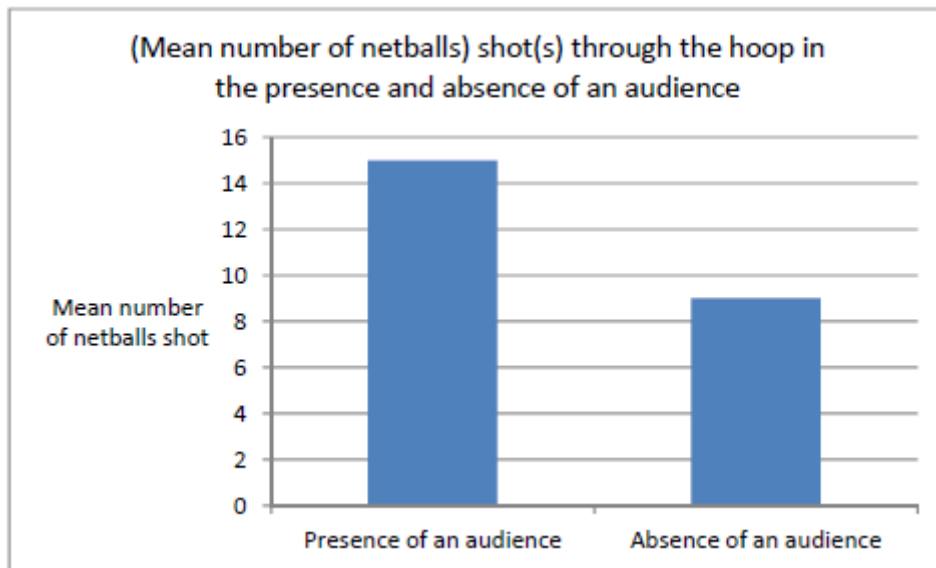 (Mean number of netballs) shot(s) through the hoop in
the presence and absence of an audience
16
14
12
10
8
6
4
2
0
Mean number
of netballs shot
Presence of an audience
Absence of an audience